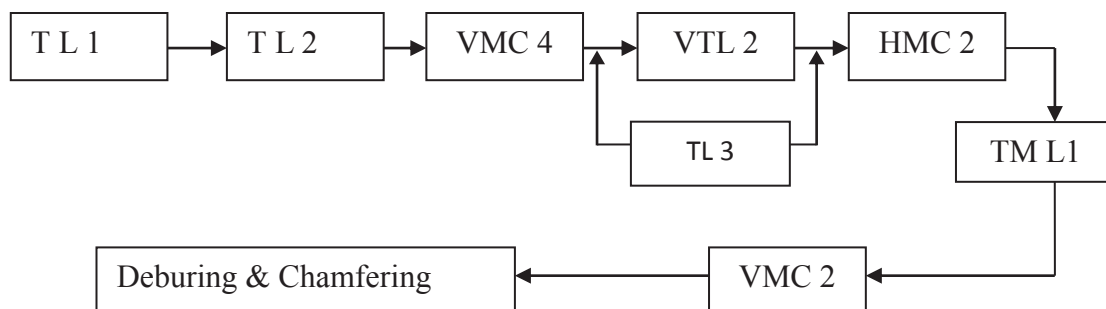 T L 1
T L 2
VMC 4
VTL 2
HMC 2
TL 3
TM L1
VMC 2
Deburing & Chamfering